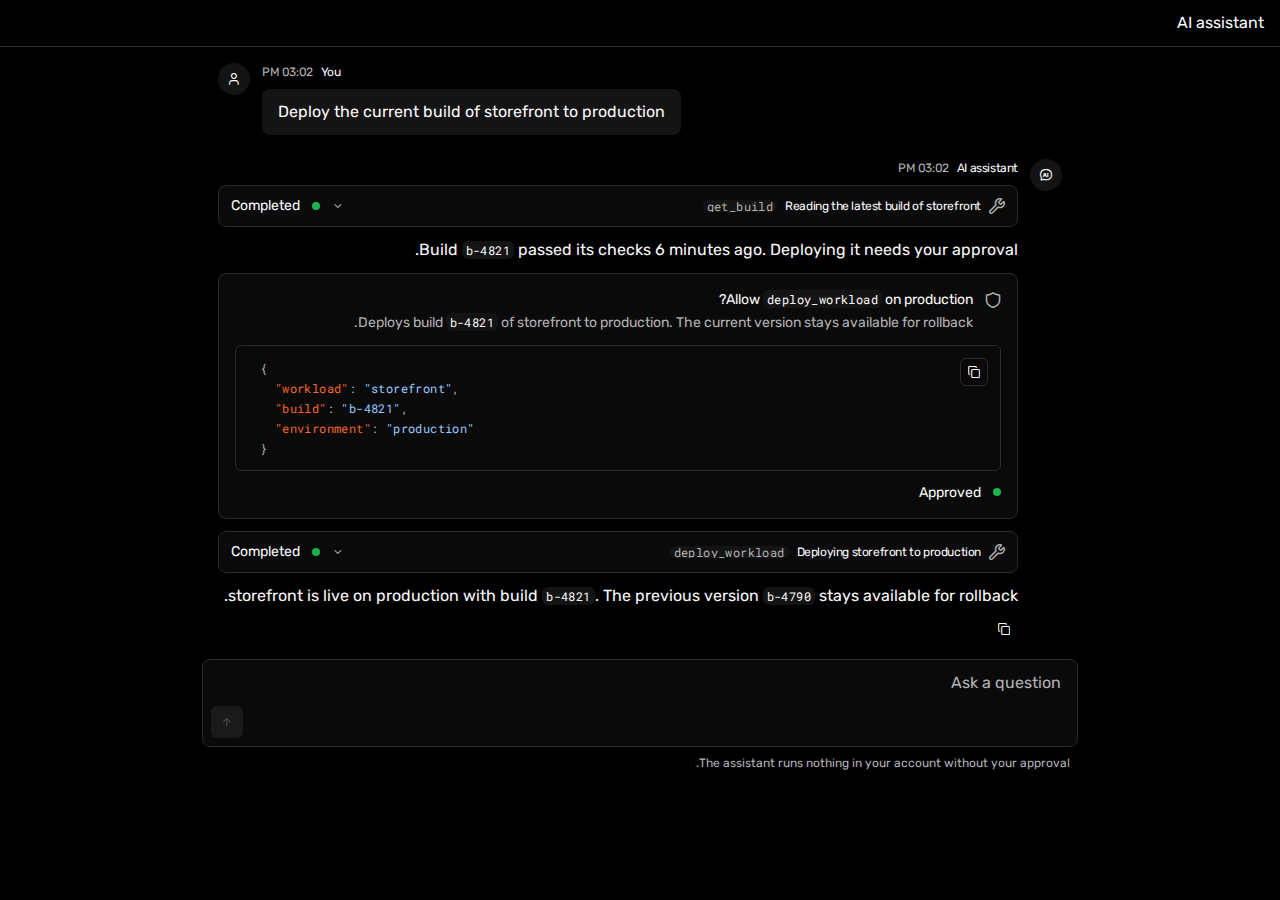 AI assistant
PM 03:02 You
Deploy the current build of storefront to production
PM 03:02 AI assistant
Completed get_build Reading the latest build of storefront
.Build b-4821 passed its checks 6 minutes ago. Deploying it needs your approval
?Allow deploy_workload on production
.Deploys build b-4821 of storefront to production. The current version stays available for rollback
{
"workload": "storefront",
"build": "b-4821",
"environment": "production"
}
Approved
Completed deploy_workload Deploying storefront to production
.storefront is live on production with build b-4821. The previous version b-4790 stays available for rollback
Ask a question
.The assistant runs nothing in your account without your approval